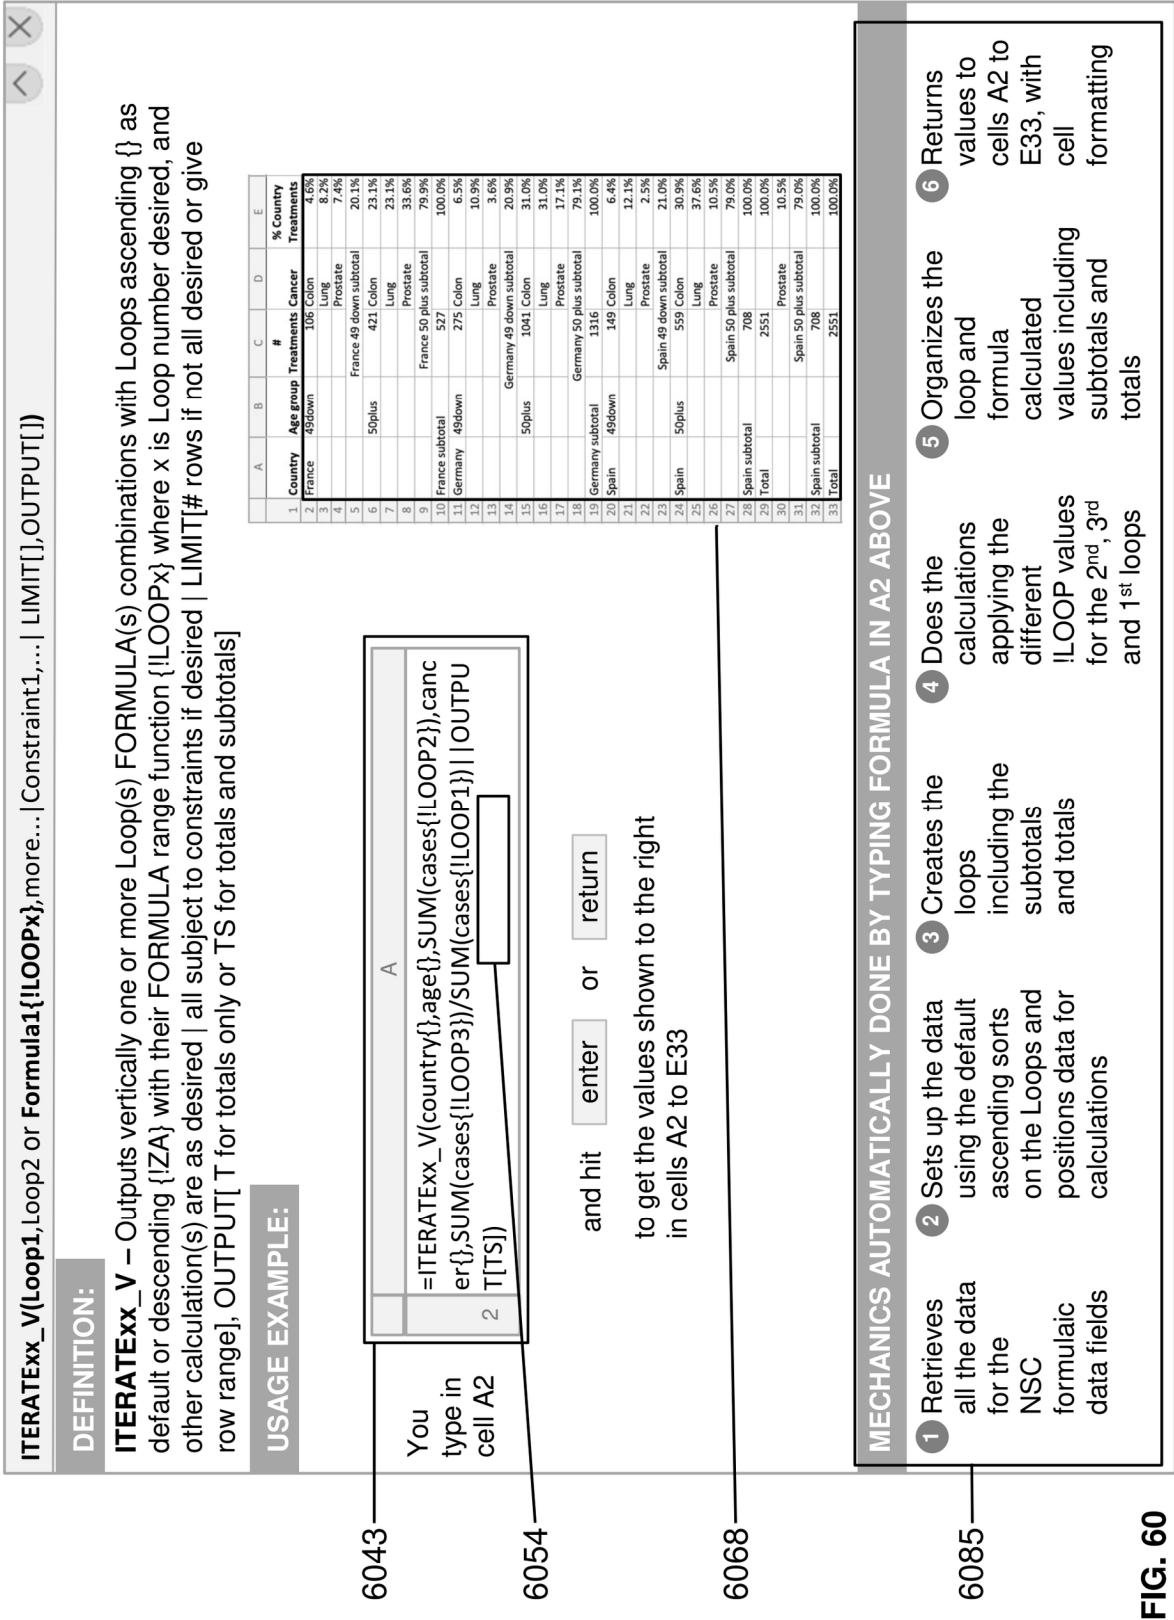 ITERATExx_V(Loop1,Loop2 or Formula1{!LOOPx},more...|Constraint1,...| LIMIT[],OUTPUT[])
DEFINITION:
ITERATExx_V – Outputs vertically one or more Loop(s) FORMULA(s) combinations with Loops ascending {} as
default or descending {!ZA} with their FORMULA range function {!LOOPx} where x is Loop number desired, and
other calculation(s) are as desired | all subject to constraints if desired | LIMIT[# rows if not all desired or give
row range], OUTPUT[ T for totals only or TS for totals and subtotals]
USAGE EXAMPLE:
You
type in
cell A2
A
2
=ITERATExx_V(country{},age{},SUM(cases{!LOOP2}),canc
er{},SUM(cases{!LOOP3})/SUM(cases{!LOOP1})||OUTPU
T[TS])
and hit enter or return
to get the values shown to the right
in cells A2 to E33
A B C D E
# % Country
1 Country Age group Treatments Cancer Treatments
2 France 49down 106 Colon 4.6%
3 Lung 8.2%
4 Prostate 7.4%
5 France 49 down subtotal 20.1%
6 50plus 421 Colon 23.1%
7 Lung 23.1%
8 Prostate 33.6%
9 France 50 plus subtotal 79.9%
10 France subtotal 527 100.0%
11 Germany 49down 275 Colon 6.5%
12 Lung 10.9%
13 Prostate 3.6%
14 Germany 49 down subtotal 20.9%
15 50plus 1041 Colon 31.0%
16 Lung 31.0%
17 Prostate 17.1%
18 Germany 50 plus subtotal 79.1%
19 Germany subtotal 1316 100.0%
20 Spain 49down 149 Colon 6.4%
21 Lung 12.1%
22 Prostate 2.5%
23 Spain 49 down subtotal 21.0%
24 Spain 50plus 559 Colon 30.9%
25 Lung 37.6%
26 Prostate 10.5%
27 Spain 50 plus subtotal 79.0%
28 Spain subtotal 708 100.0%
29 Total 2551 100.0%
30 Prostate 10.5%
31 Spain 50 plus subtotal 79.0%
32 Spain subtotal 708 100.0%
33 Total 2551 100.0%
MECHANICS AUTOMATICALLY DONE BY TYPING FORMULA IN A2 ABOVE
1 Retrieves
all the data
for the
NSC
formulaic
data fields
2 Sets up the data
using the default
ascending sorts
on the Loops and
positions data for
calculations
3 Creates the
loops
including the
subtotals
and totals
4 Does the
calculations
applying the
different
!LOOP values
for the 2nd, 3rd
and 1st loops
5 Organizes the
loop and
formula
calculated
values including
subtotals and
totals
6 Returns
values to
cells A2 to
E33, with
cell
formatting
6043
6054
6068
6085
FIG. 60